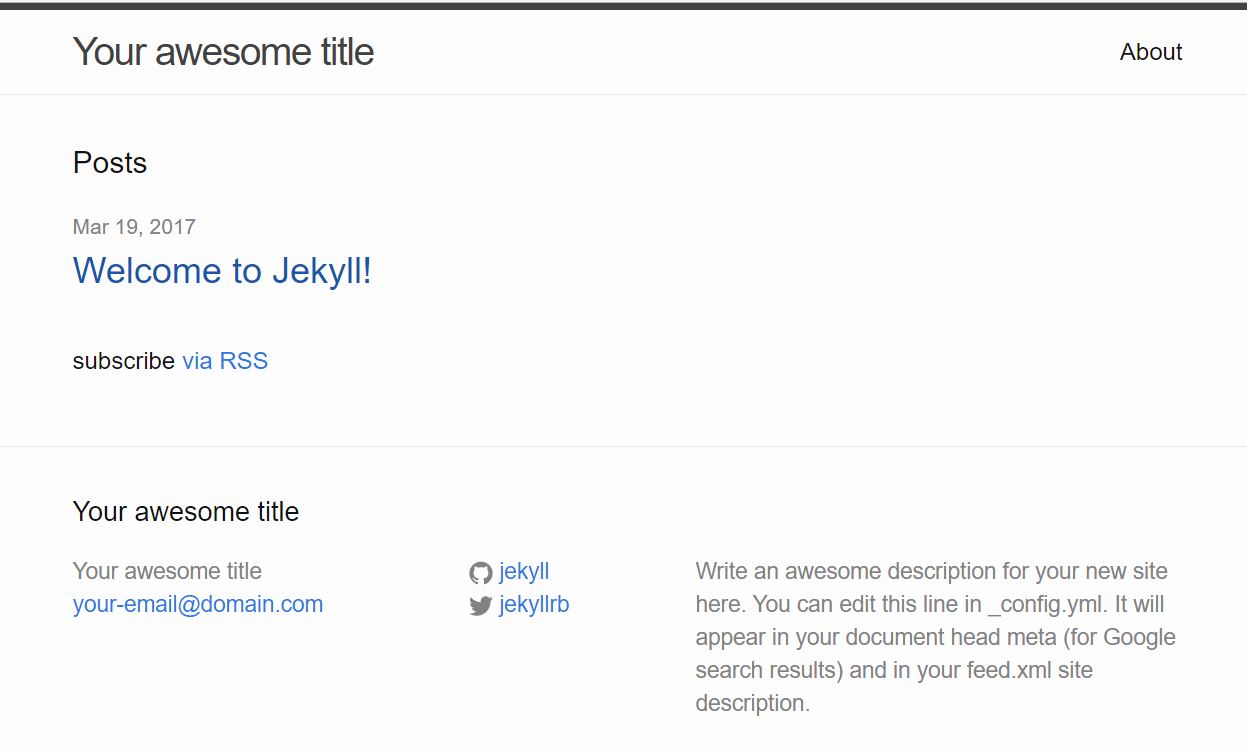 Your awesome title
About
Posts
Mar 19, 2017
Welcome to Jekyll!
subscribe via RSS
Your awesome title
Your awesome title
your-email@domain.com
jekyll
jekyllrb
Write an awesome description for your new site
here. You can edit this line in _config.yml. It will
appear in your document head meta (for Google
search results) and in your feed.xml site
description.